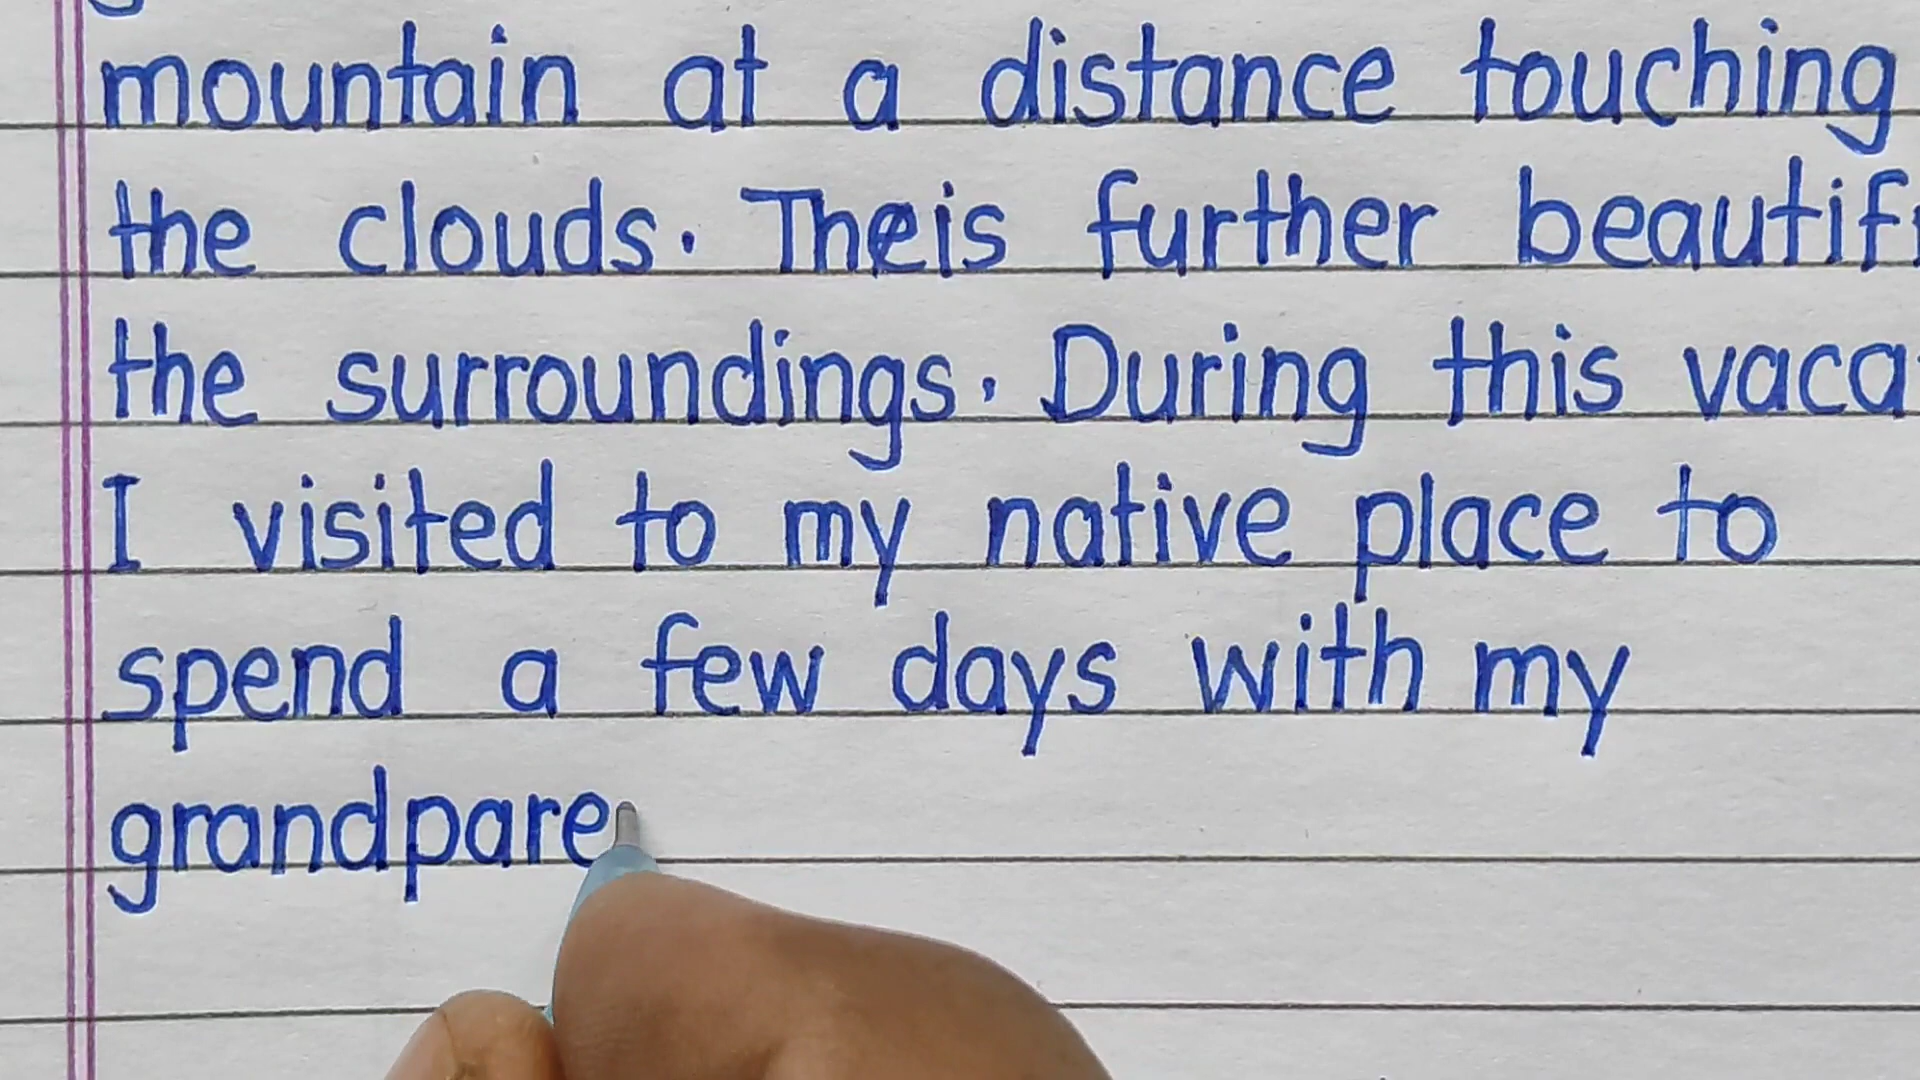 mountain at a distance touching
the clouds. Theis further beautif
the surroundings. During this vaca
I visited to my native place to
spend a few days with my
grandpare